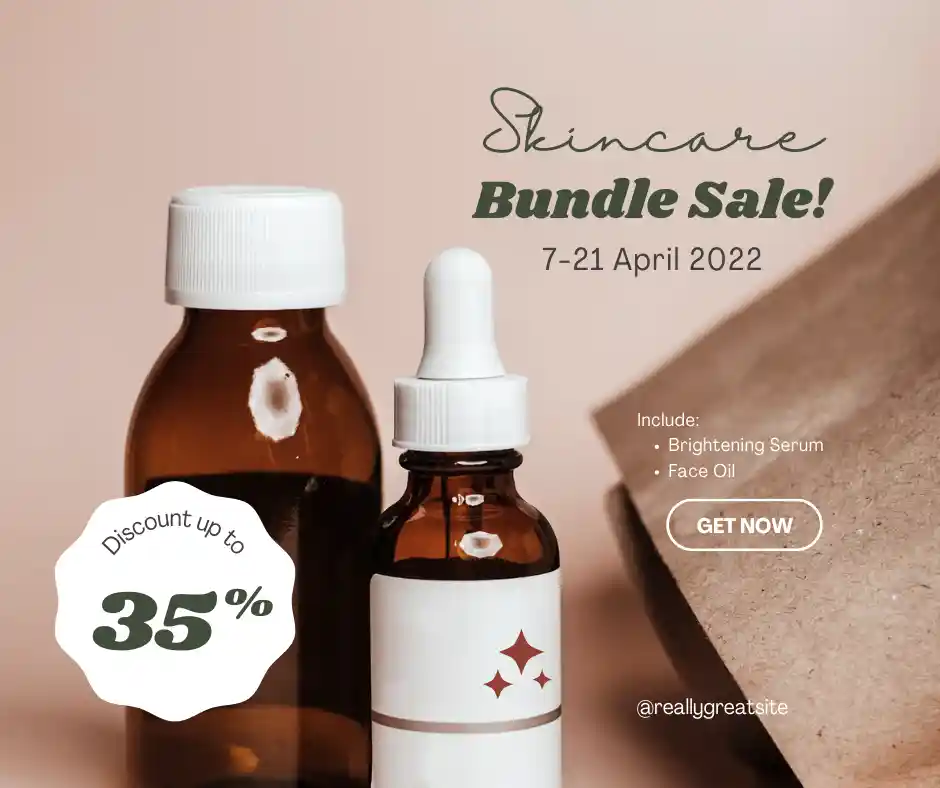 Skincare
Bundle Sale!
7-21 April 2022
Include:
• Brightening Serum
• Face Oil
GET NOW
Discount up to
35%
@reallygreatsite